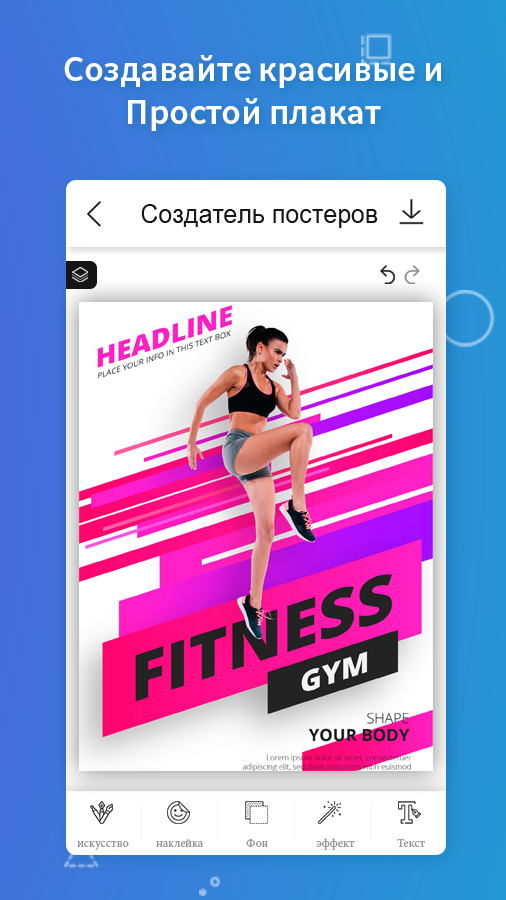 Создавайте красивые и
Простой плакат
Создатель постеров
HEADLINE
PLACE YOUR INFO IN THIS TEXT BOX
FITNESS
GYM
SHAPE
YOUR BODY
Lorem ipsum dolor sit amet, consectetuer
adipiscing elit, sed diam nonummy nibh euismod
искусство
наклейка
Фон
эффект
Текст